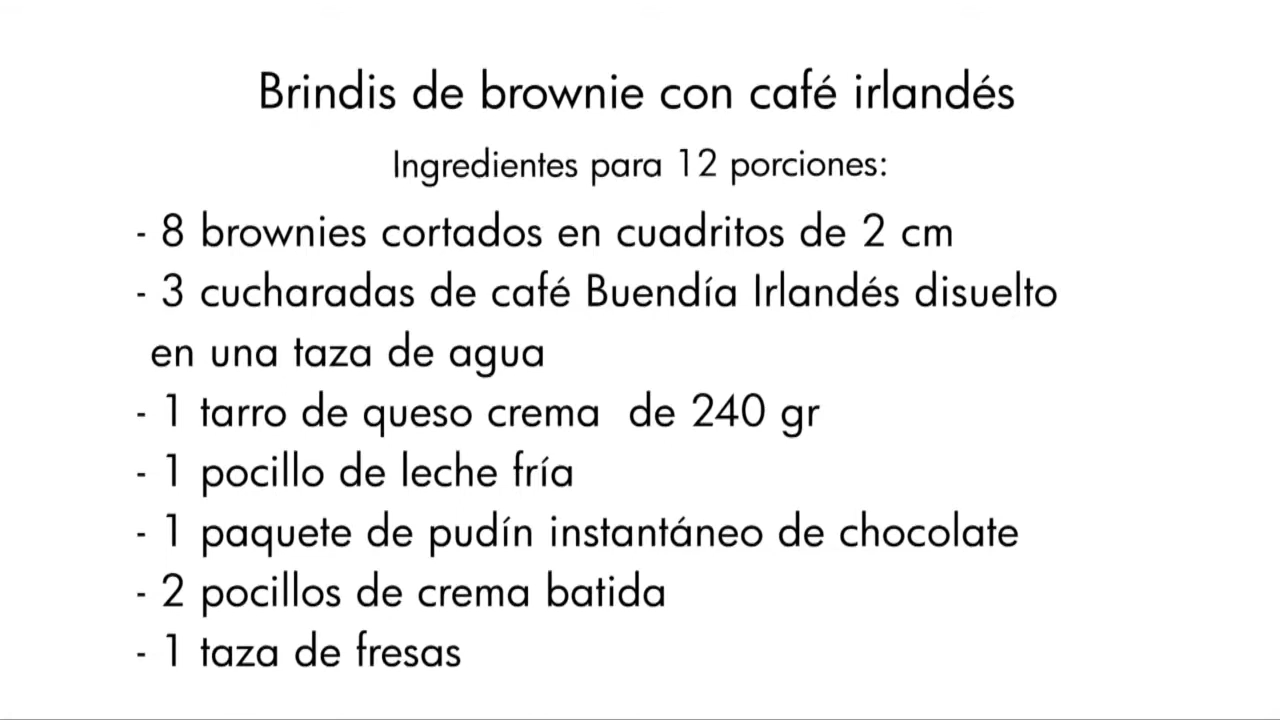 Brindis de brownie con café irlandés
Ingredientes para 12 porciones:
- 8 brownies cortados en cuadritos de 2 cm
- 3 cucharadas de café Buendía Irlandés disuelto
en una taza de agua
- 1 tarro de queso crema  de 240 gr
- 1 pocillo de leche fría
- 1 paquete de pudín instantáneo de chocolate
- 2 pocillos de crema batida
- 1 taza de fresas